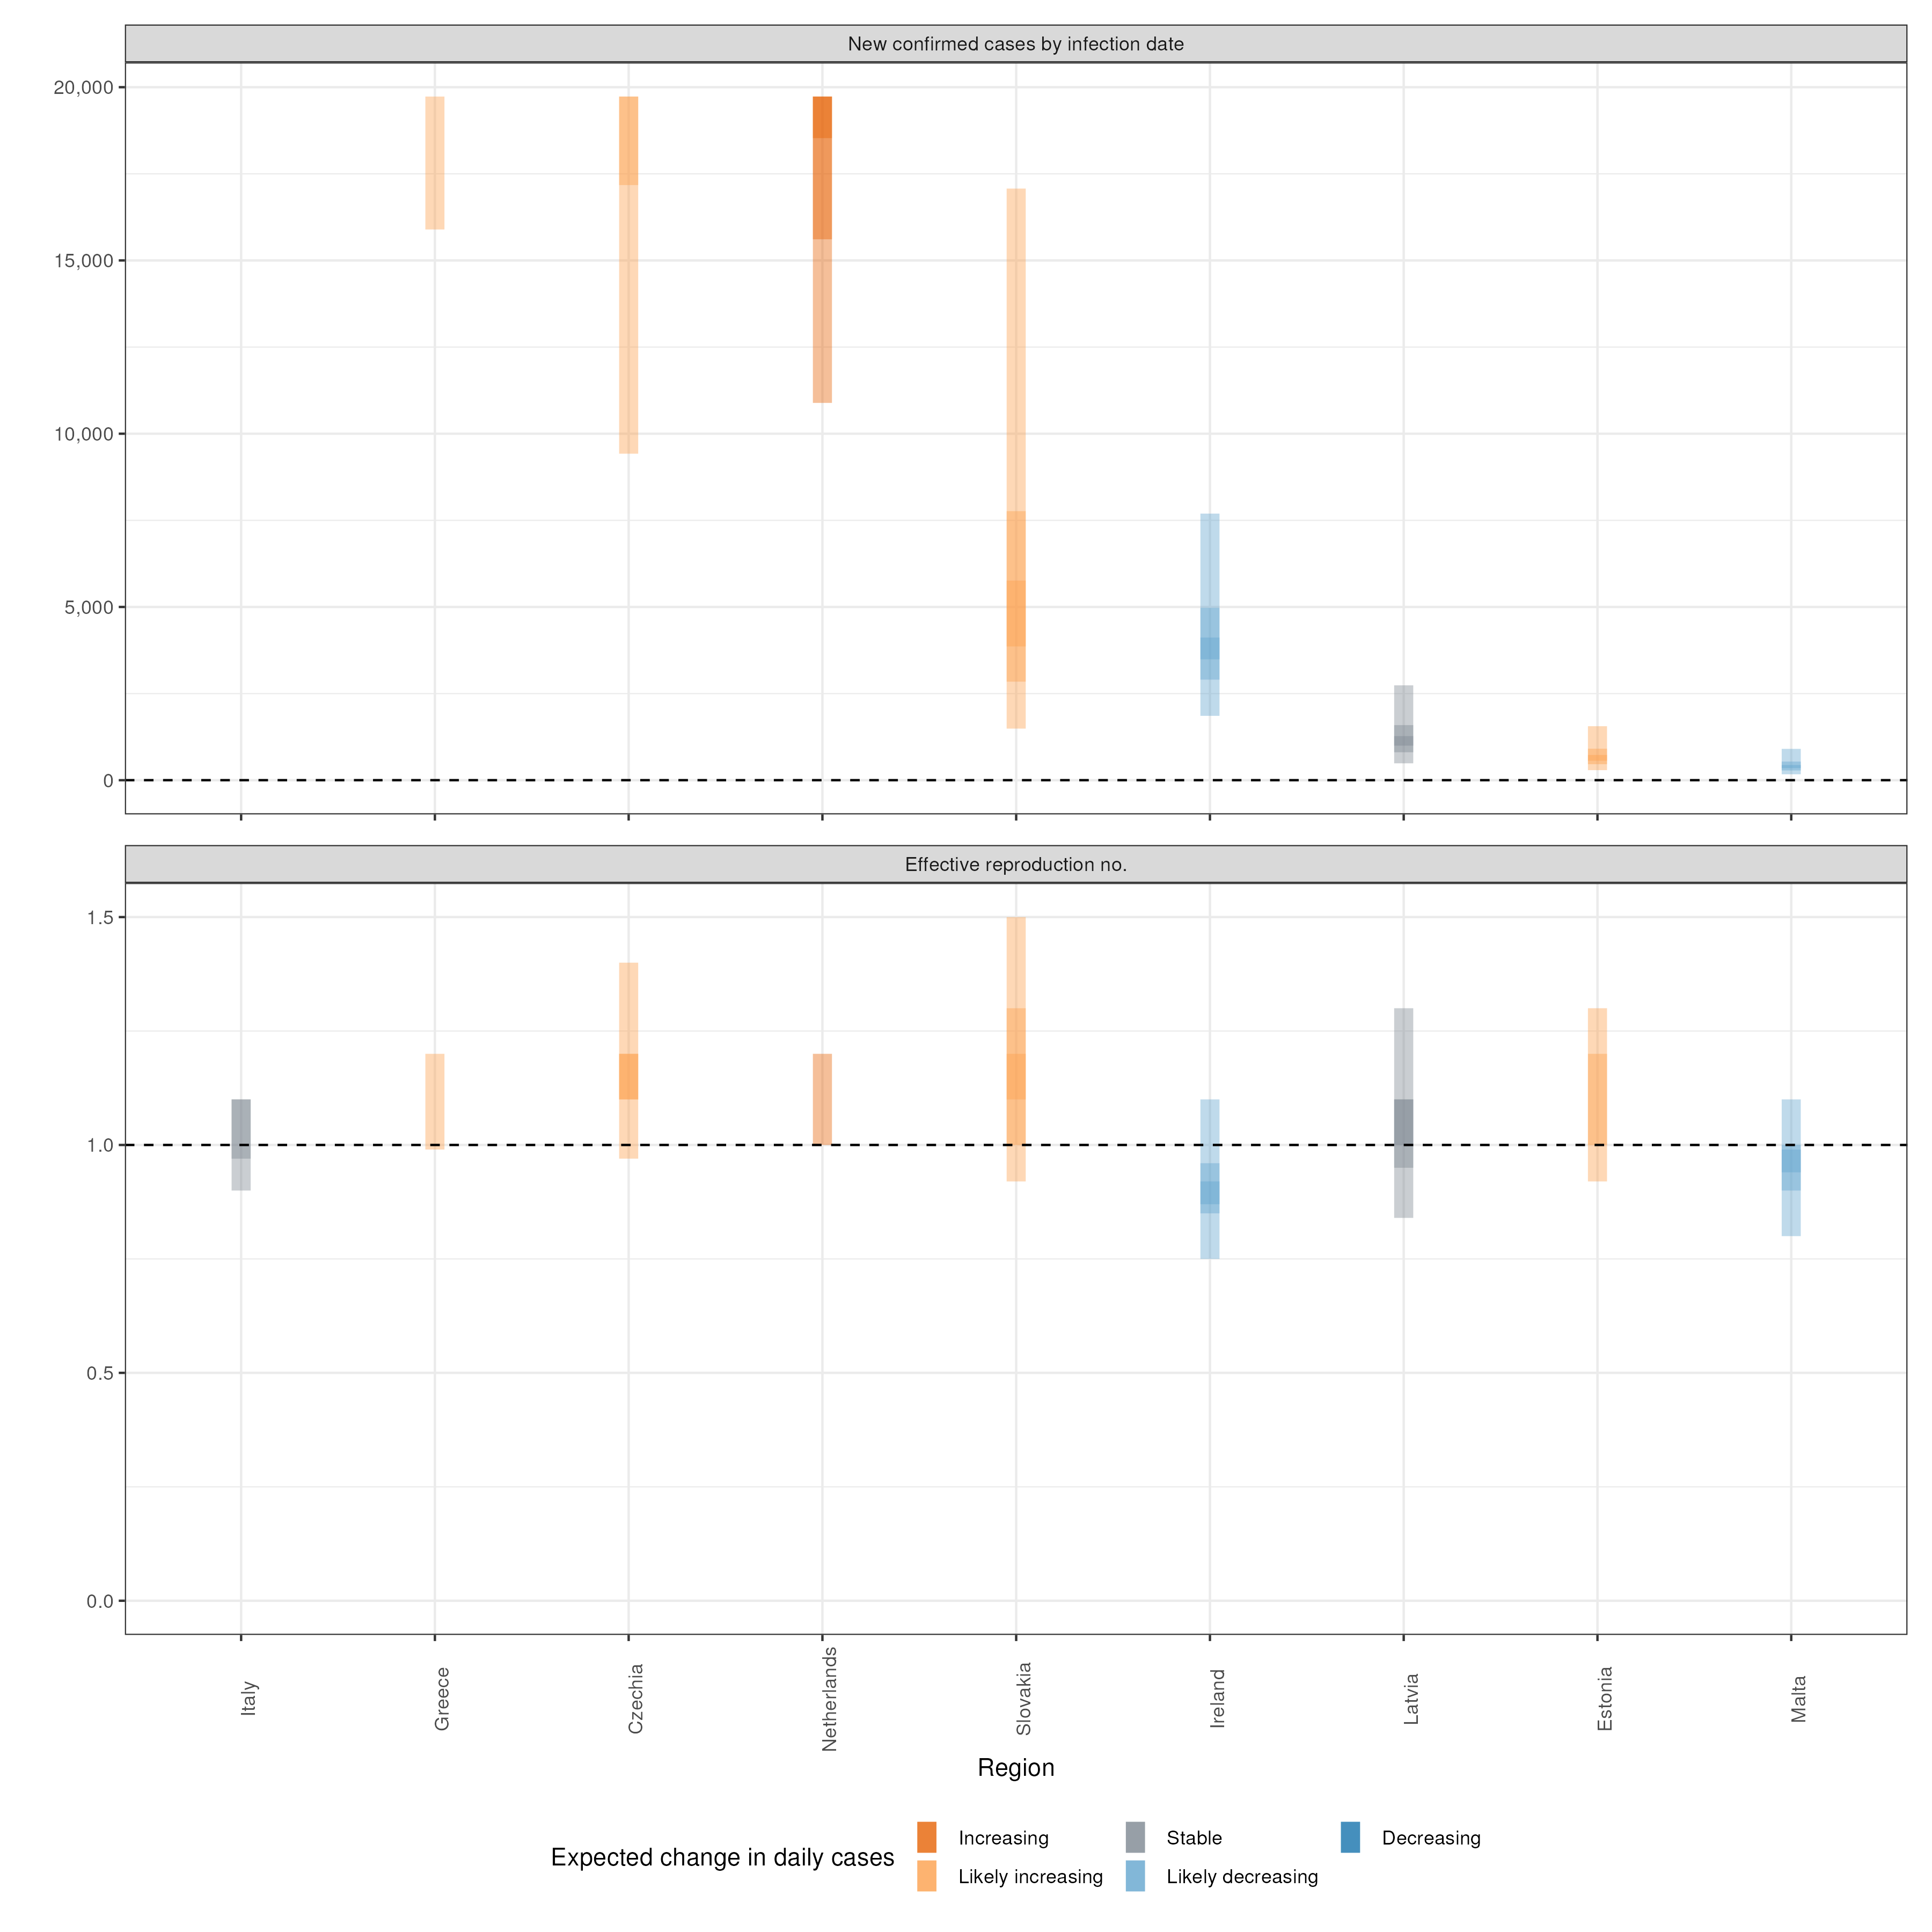 New confirmed cases by infection date
20,000
15,000
10,000
5,000
0
Effective reproduction no.
1.5
1.0
0.5
0.0
Italy
Greece
Czechia
Netherlands
Slovakia
Ireland
Latvia
Estonia
Malta
Region
Expected change in daily cases
Increasing
Stable
Decreasing
Likely increasing
Likely decreasing